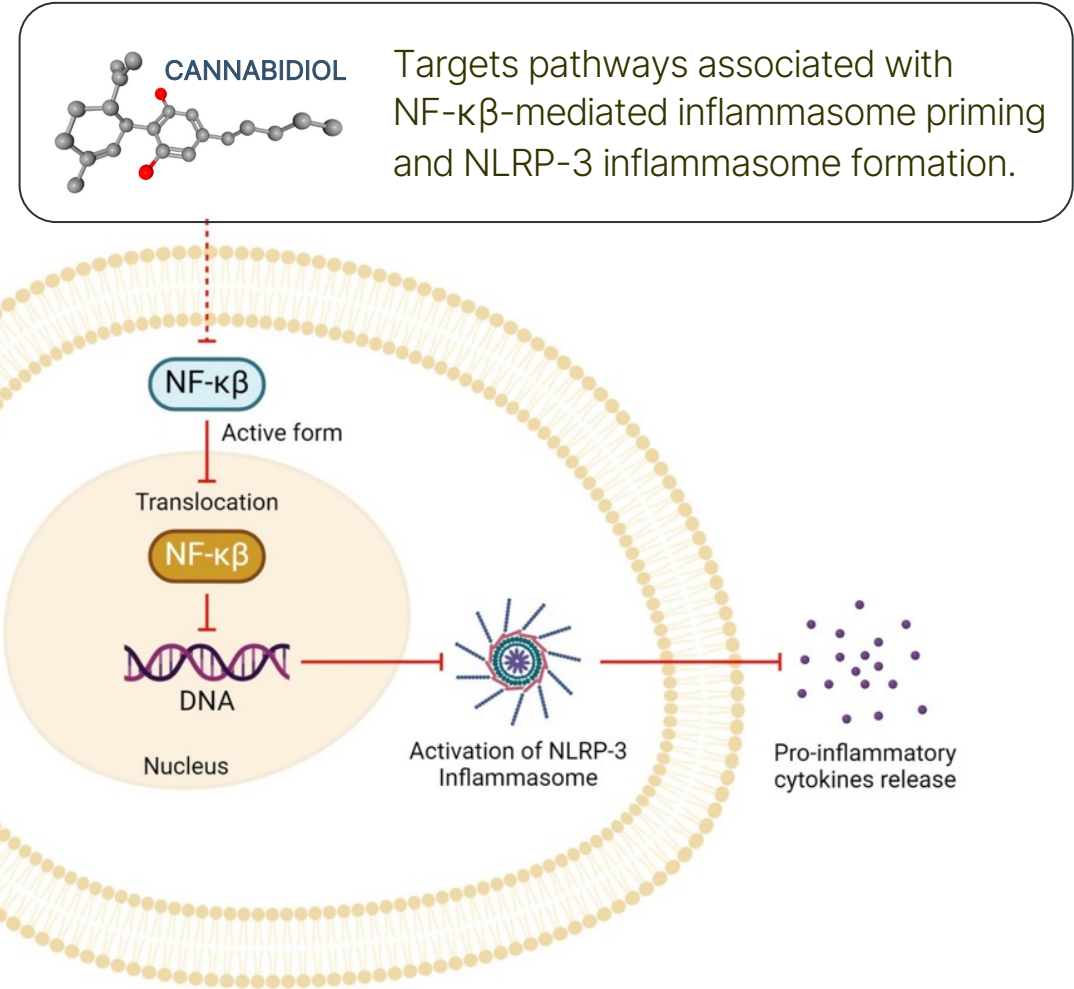 CANNABIDIOL
Targets pathways associated with
NF-κβ-mediated inflammasome priming
and NLRP-3 inflammasome formation.
NF-κβ
Active form
Translocation
NF-κβ
DNA
Nucleus
Activation of NLRP-3
Inflammasome
Pro-inflammatory
cytokines release